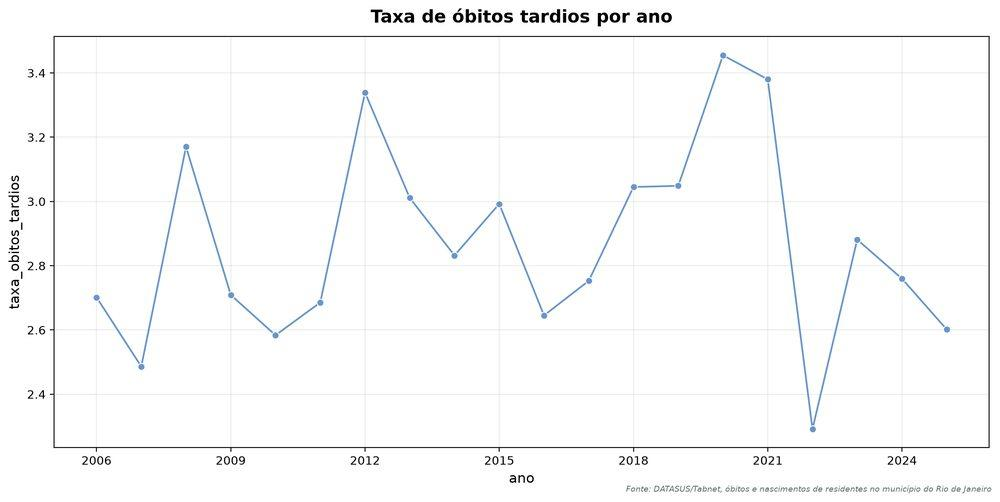 Taxa de óbitos tardios por ano
3.4
3.2
3.0
2.8
2.6
2.4
taxa_obitos_tardios
2006 2009 2012 2015 2018 2021 2024
ano
Fonte: DATASUS/Tabnet, óbitos e nascimentos de residentes no município do Rio de Janeiro